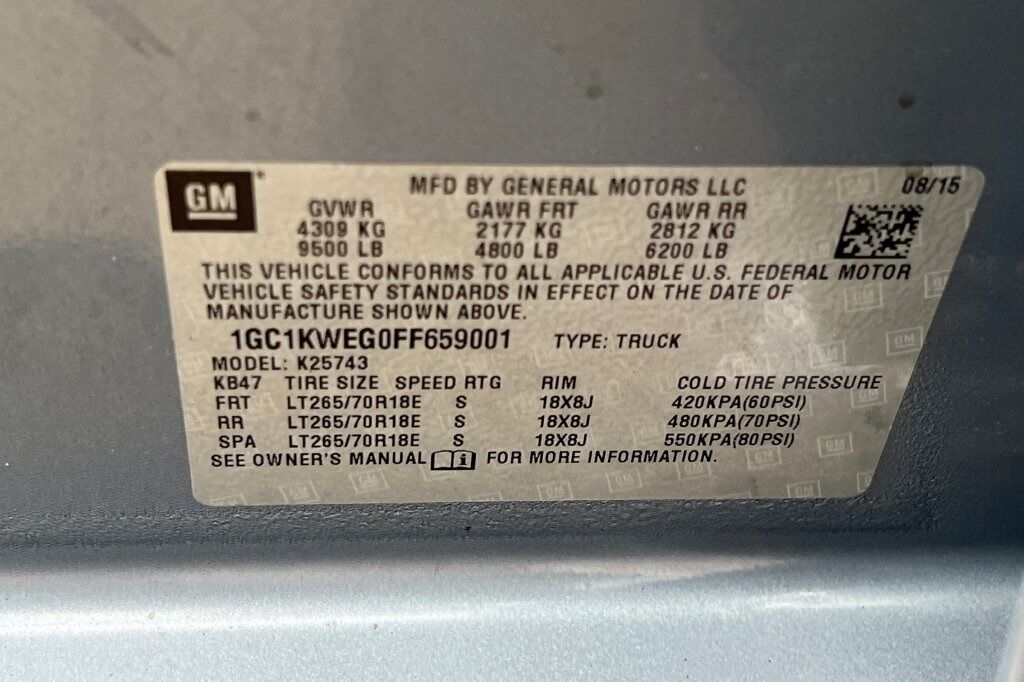 GM® MFD BY GENERAL MOTORS LLC 08/15
GVWR GAWR FRT GAWR RR
4309 KG 2177 KG 2812 KG
9500 LB 4800 LB 6200 LB
THIS VEHICLE CONFORMS TO ALL APPLICABLE U.S. FEDERAL MOTOR
VEHICLE SAFETY STANDARDS IN EFFECT ON THE DATE OF
MANUFACTURE SHOWN ABOVE.
1GC1KWEG0FF659001 TYPE: TRUCK
MODEL: K25743
KB47 TIRE SIZE SPEED RTG RIM COLD TIRE PRESSURE
FRT LT265/70R18E S 18X8J 420KPA(60PSI)
RR LT265/70R18E S 18X8J 480KPA(70PSI)
SPA LT265/70R18E S 18X8J 550KPA(80PSI)
SEE OWNER'S MANUAL FOR MORE INFORMATION.